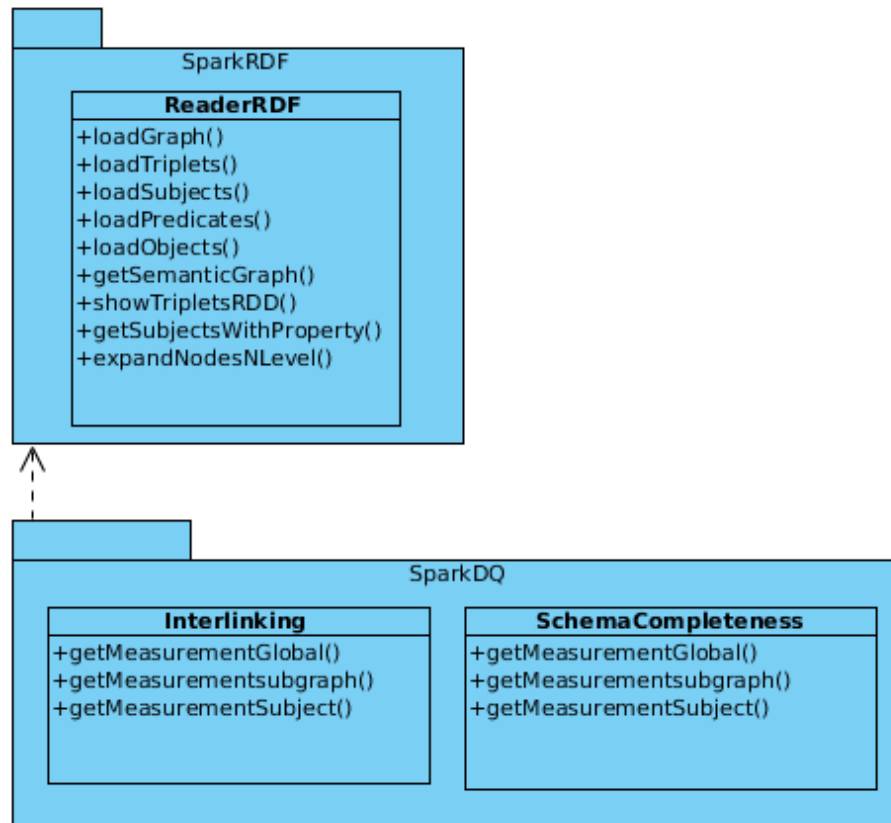 SparkRDF
ReaderRDF
+loadGraph()
+loadTriplets()
+loadSubjects()
+loadPredicates()
+loadObjects()
+getSemanticGraph()
+showTripletsRDD()
+getSubjectsWithProperty()
+expandNodesNLevel()
SparkDQ
Interlinking
+getMeasurementGlobal()
+getMeasurementsubgraph()
+getMeasurementSubject()
SchemaCompleteness
+getMeasurementGlobal()
+getMeasurementsubgraph()
+getMeasurementSubject()